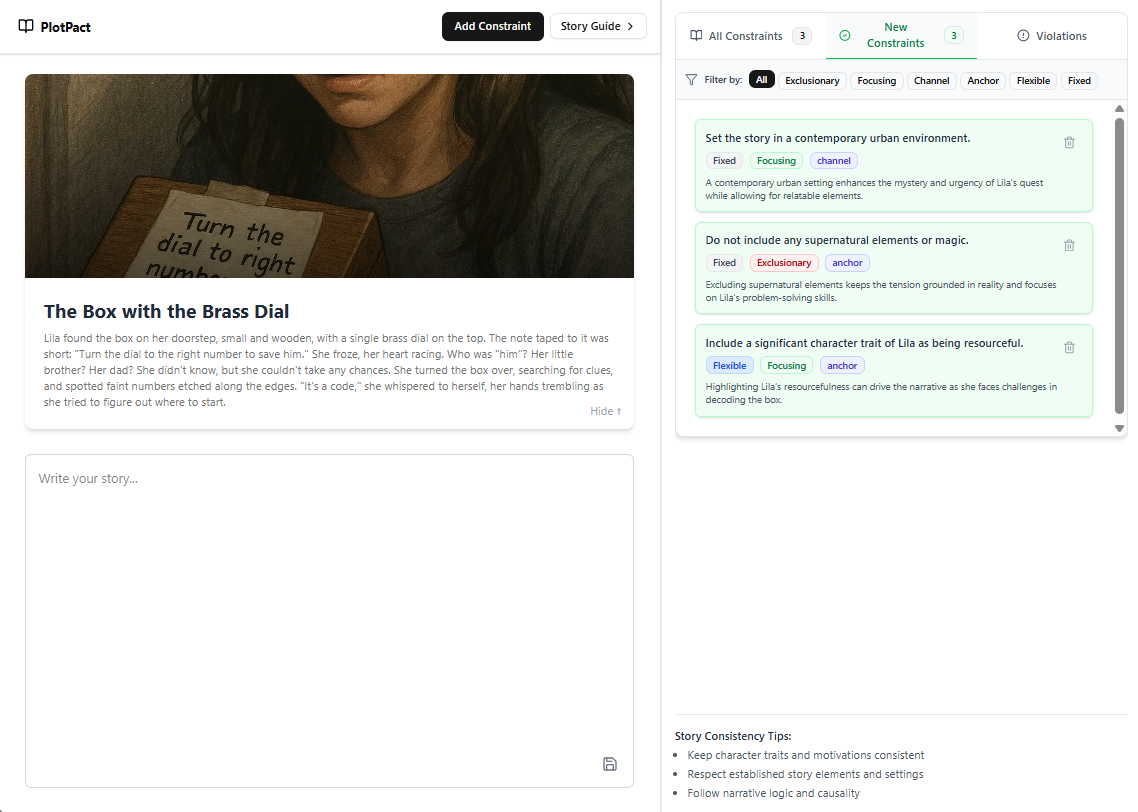 PlotPact
Add Constraint
Story Guide
Turn the
dial to right
number
The Box with the Brass Dial
Lila found the box on her doorstep, small and wooden, with a single brass dial on the top. The note taped to it was
short: "Turn the dial to the right number to save him." She froze, her heart racing. Who was "him"? Her little
brother? Her dad? She didn't know, but she couldn't take any chances. She turned the box over, searching for clues,
and spotted faint numbers etched along the edges. "It's a code," she whispered to herself, her hands trembling as
she tried to figure out where to start.
Hide ↑
Write your story...
All Constraints 3
New
Constraints
3
Violations
Filter by: All Exclusionary Focusing Channel Anchor Flexible Fixed
Set the story in a contemporary urban environment.
Fixed Focusing channel
A contemporary urban setting enhances the mystery and urgency of Lila's quest
while allowing for relatable elements.
Do not include any supernatural elements or magic.
Fixed Exclusionary anchor
Excluding supernatural elements keeps the tension grounded in reality and focuses
on Lila's problem-solving skills.
Include a significant character trait of Lila as being resourceful.
Flexible Focusing anchor
Highlighting Lila's resourcefulness can drive the narrative as she faces challenges in
decoding the box.
Story Consistency Tips:
• Keep character traits and motivations consistent
• Respect established story elements and settings
• Follow narrative logic and causality